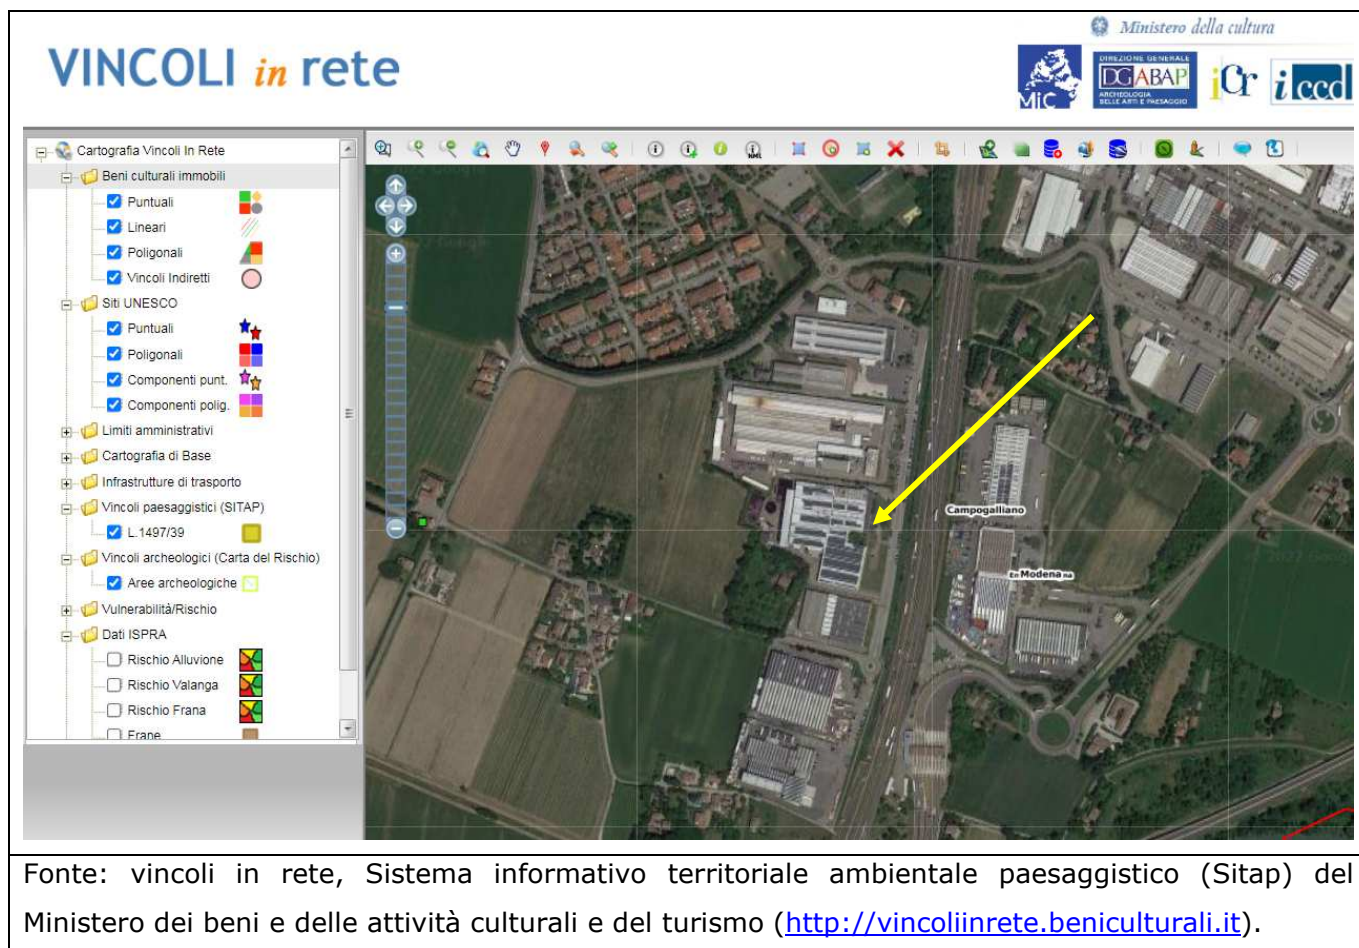 Ministero della cultura
VINCOLI in rete
MiC
DIREZIONE GENERALE
DGABAP
ARCHEOLOGIA
BELLE ARTI E PAESAGGIO
iCr
iccd
Cartografia Vincoli In Rete
Beni culturali immobili
Puntuali
Lineari
Poligonali
Vincoli Indiretti
Siti UNESCO
Puntuali
Poligonali
Componenti punt.
Componenti polig.
Limiti amministrativi
Cartografia di Base
Infrastrutture di trasporto
Vincoli paesaggistici (SITAP)
L.1497/39
Vincoli archeologici (Carta del Rischio)
Aree archeologiche
Vulnerabilità/Rischio
Dati ISPRA
Rischio Alluvione
Rischio Valanga
Rischio Frana
Frane
Campogalliano
En Modena na
Fonte: vincoli in rete, Sistema informativo territoriale ambientale paesaggistico (Sitap) del
Ministero dei beni e delle attività culturali e del turismo (http://vincoliinrete.beniculturali.it).